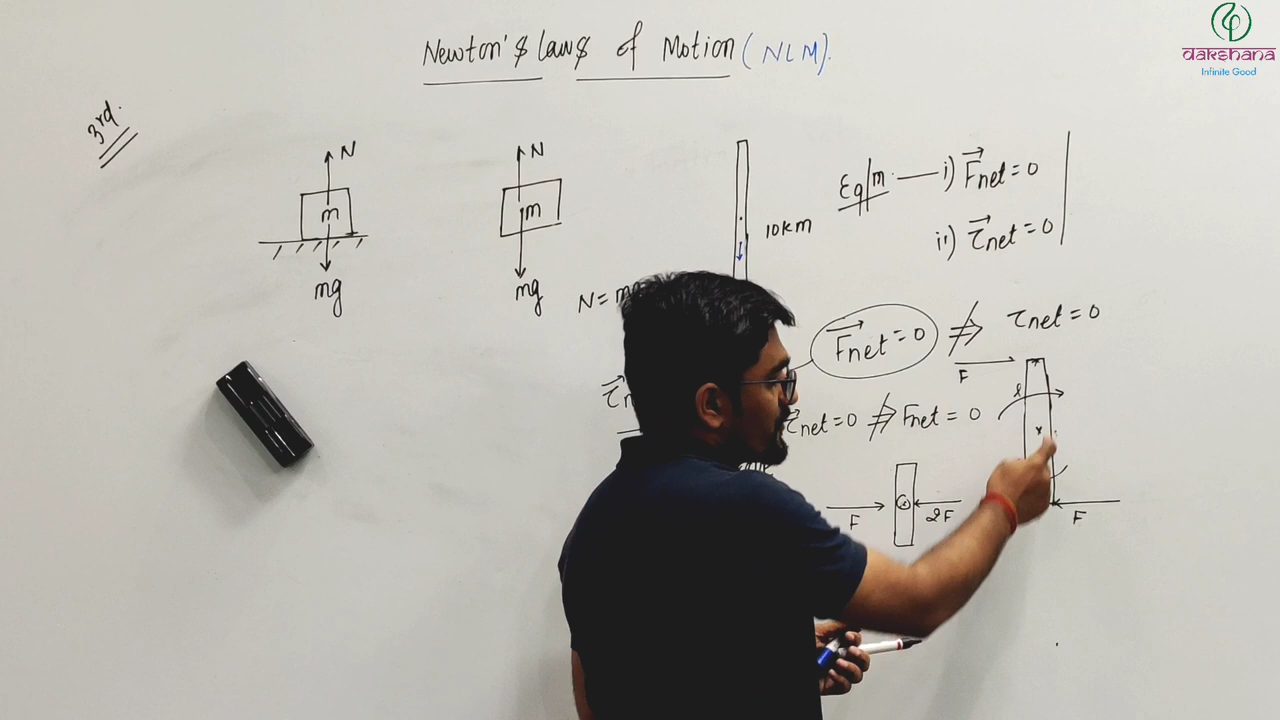 dakshana
Infinite Good
Newton's laws of Motion (NLM).
3rd.
N
m
mg
N
m
mg
N = m
10km
Eq/m. — i) F⃗net = 0
ii) τ⃗net = 0
F⃗net = 0 ⇏ τnet = 0
τ⃗net = 0 ⇏ Fnet = 0
F
F
F
2F